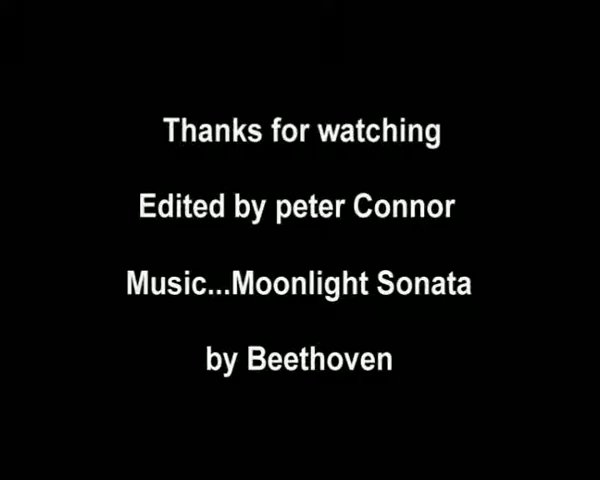 Thanks for watching
Edited by peter Connor
Music...Moonlight Sonata
by Beethoven